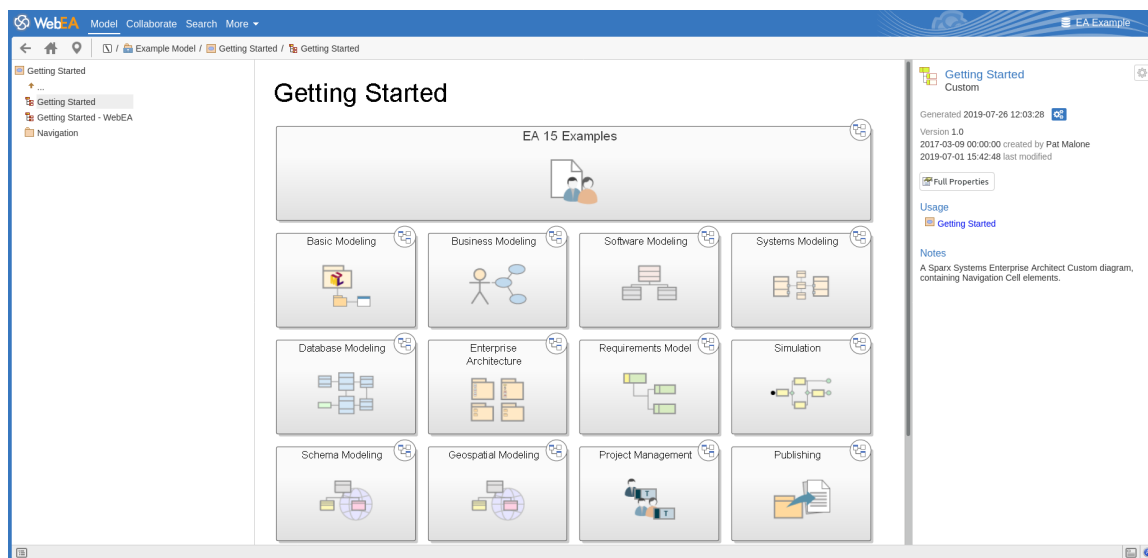 WebEA Model Collaborate Search More
EA Example
/ Example Model / Getting Started / Getting Started
Getting Started
...
Getting Started
Getting Started - WebEA
Navigation
Getting Started
EA 15 Examples
Basic Modeling
Business Modeling
Software Modeling
Systems Modeling
Database Modeling
Enterprise
Architecture
Requirements Model
Simulation
Schema Modeling
Geospatial Modeling
Project Management
Publishing
T
T
Getting Started
Custom
Generated 2019-07-26 12:03:28
Version 1.0
2017-03-09 00:00:00 created by Pat Malone
2019-07-01 15:42:48 last modified
Full Properties
Usage
Getting Started
Notes
A Sparx Systems Enterprise Architect Custom diagram,
containing Navigation Cell elements.